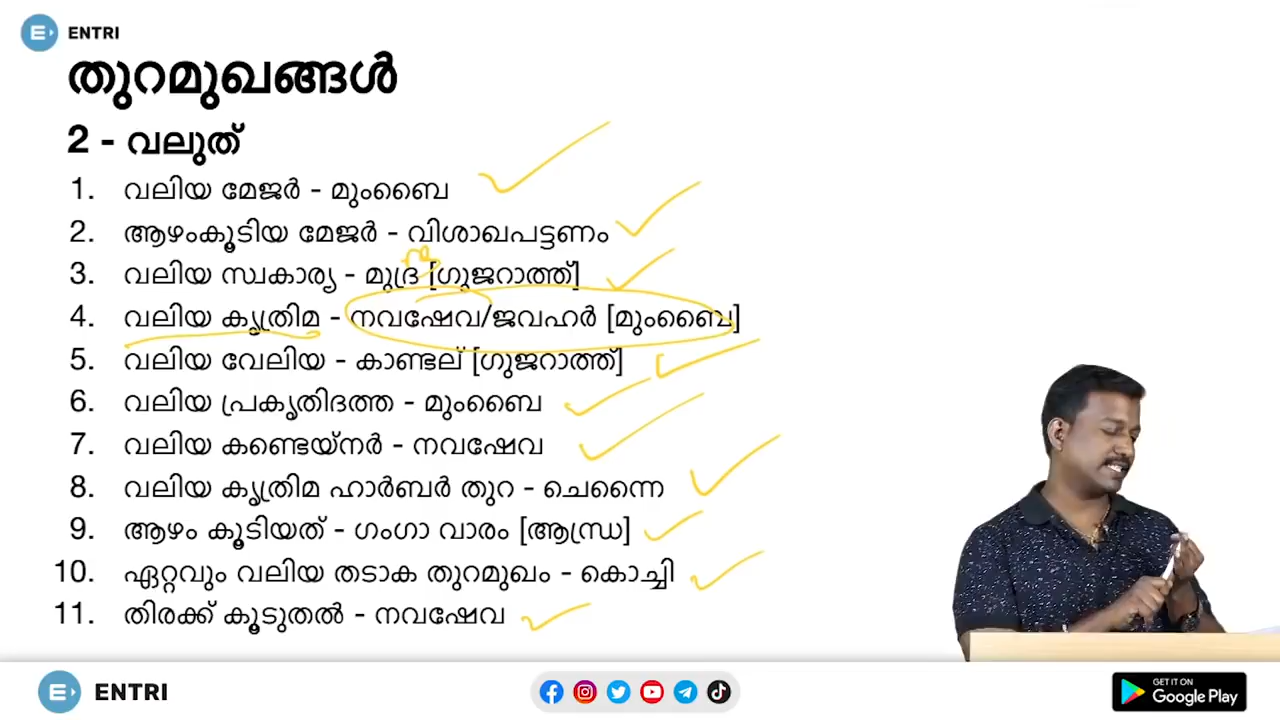 ENTRI
തുറമുഖങ്ങൾ
2 - വലുത്
1. വലിയ മേജർ - മുംബൈ
2. ആഴംകൂടിയ മേജർ - വിശാഖപട്ടണം
3. വലിയ സ്വകാര്യ - മുദ്ര [ഗുജറാത്ത്]
4. വലിയ കൃത്രിമ - നവഷേവ/ജവഹർ [മുംബൈ]
5. വലിയ വേലിയ - കാണ്ടല് [ഗുജറാത്ത്]
6. വലിയ പ്രകൃതിദത്ത - മുംബൈ
7. വലിയ കണ്ടെയ്നർ - നവഷേവ
8. വലിയ കൃത്രിമ ഹാർബർ തുറ - ചെന്നൈ
9. ആഴം കൂടിയത് - ഗംഗാ വാരം [ആന്ധ്ര]
10. ഏറ്റവും വലിയ തടാക തുറമുഖം - കൊച്ചി
11. തിരക്ക് കൂടുതൽ - നവഷേവ
ENTRI
GET IT ON
Google Play